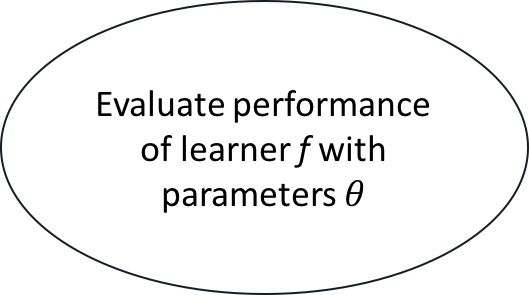 Evaluate performance
of learner f with
parameters θ